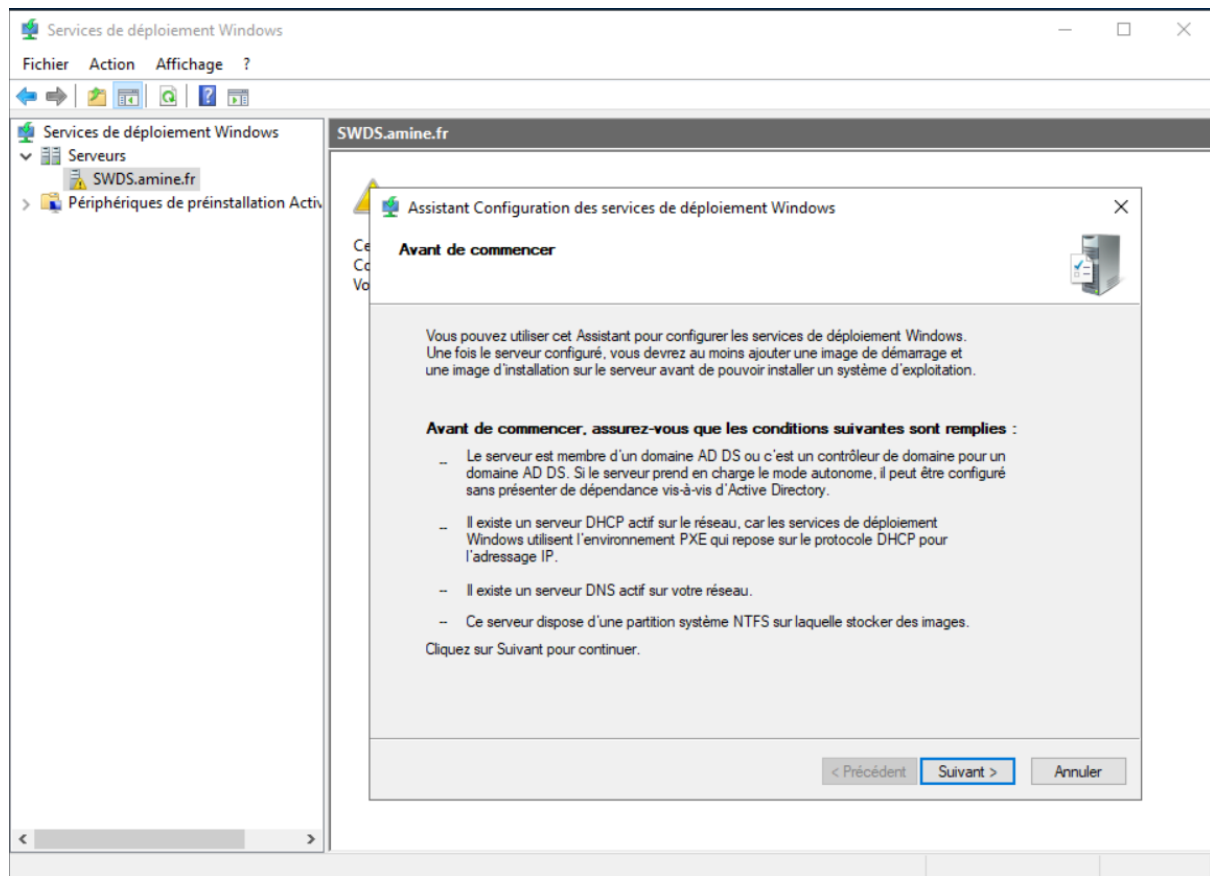 Services de déploiement Windows
Fichier Action Affichage ?
Services de déploiement Windows
Serveurs
SWDS.amine.fr
Périphériques de préinstallation Activ
SWDS.amine.fr
Ce
Co
Vo
Assistant Configuration des services de déploiement Windows
Avant de commencer
Vous pouvez utiliser cet Assistant pour configurer les services de déploiement Windows.
Une fois le serveur configuré, vous devrez au moins ajouter une image de démarrage et
une image d'installation sur le serveur avant de pouvoir installer un système d'exploitation.
Avant de commencer, assurez-vous que les conditions suivantes sont remplies :
-- Le serveur est membre d'un domaine AD DS ou c'est un contrôleur de domaine pour un
domaine AD DS. Si le serveur prend en charge le mode autonome, il peut être configuré
sans présenter de dépendance vis-à-vis d'Active Directory.
-- Il existe un serveur DHCP actif sur le réseau, car les services de déploiement
Windows utilisent l'environnement PXE qui repose sur le protocole DHCP pour
l'adressage IP.
-- Il existe un serveur DNS actif sur votre réseau.
-- Ce serveur dispose d'une partition système NTFS sur laquelle stocker des images.
Cliquez sur Suivant pour continuer.
< Précédent Suivant > Annuler